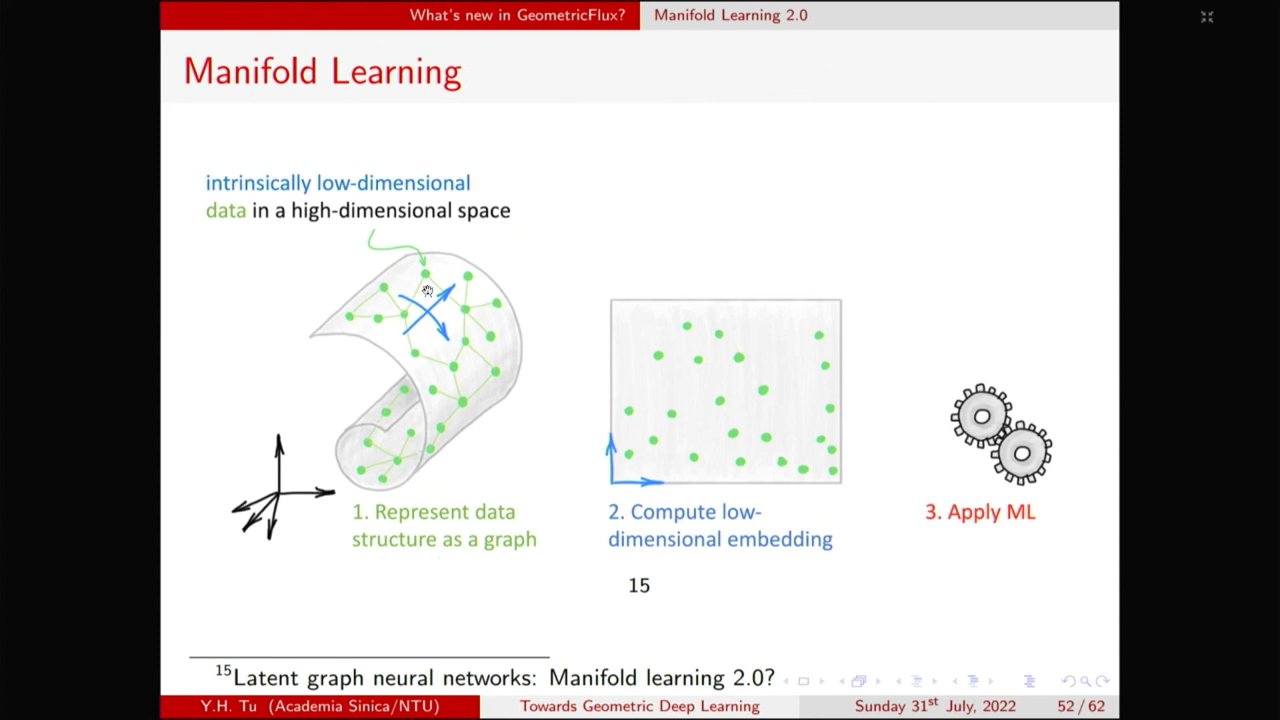 What's new in GeometricFlux? Manifold Learning 2.0
Manifold Learning
intrinsically low-dimensional
data in a high-dimensional space
1. Represent data
structure as a graph
2. Compute low-
dimensional embedding
3. Apply ML
15
15Latent graph neural networks: Manifold learning 2.0?
Y.H. Tu (Academia Sinica/NTU) Towards Geometric Deep Learning Sunday 31st July, 2022 52 / 62